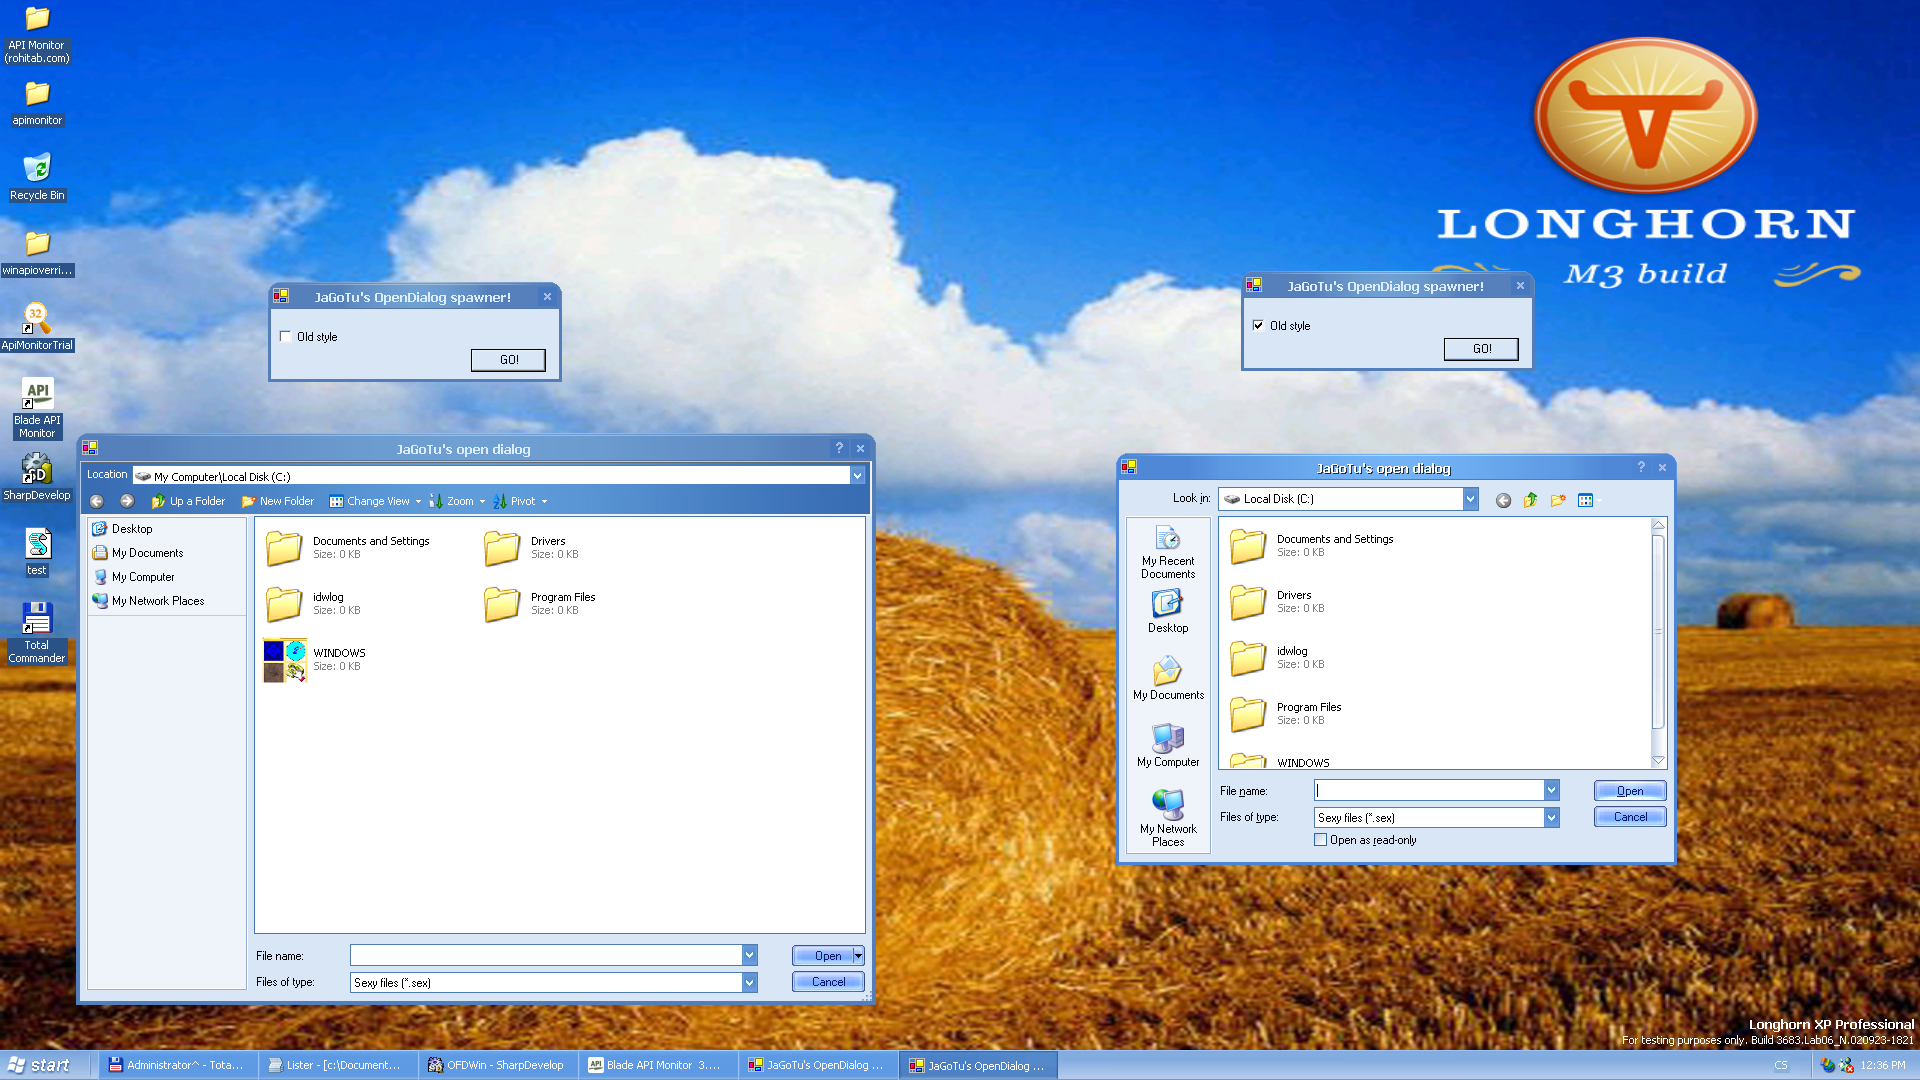 API Monitor
(rohitab.com)
apimonitor
Recycle Bin
winapioverri...
32
ApiMonitorTrial
API
Blade API
Monitor
SD
SharpDevelop
test
Total
Commander
LONGHORN
M3 build
JaGoTu's OpenDialog spawner!
Old style
GO!
JaGoTu's OpenDialog spawner!
Old style
GO!
JaGoTu's open dialog
Location
My Computer\Local Disk (C:)
Up a Folder
New Folder
Change View
Zoom
Pivot
Desktop
My Documents
My Computer
My Network Places
Documents and Settings
Size: 0 KB
Drivers
Size: 0 KB
idwlog
Size: 0 KB
Program Files
Size: 0 KB
WINDOWS
Size: 0 KB
File name:
Open
Files of type:
Sexy files (*.sex)
Cancel
JaGoTu's open dialog
Look in:
Local Disk (C:)
My Recent
Documents
Desktop
My Documents
My Computer
My Network
Places
Documents and Settings
Size: 0 KB
Drivers
Size: 0 KB
idwlog
Size: 0 KB
Program Files
Size: 0 KB
WINDOWS
File name:
Open
Files of type:
Sexy files (*.sex)
Cancel
Open as read-only
Longhorn XP Professional
For testing purposes only. Build 3683.Lab06_N.020923-1821
start
Administrator^ - Tota...
Lister - [c:\Document...
OFDWin - SharpDevelop
API
Blade API Monitor 3....
JaGoTu's OpenDialog ...
JaGoTu's OpenDialog ...
CS
12:36 PM